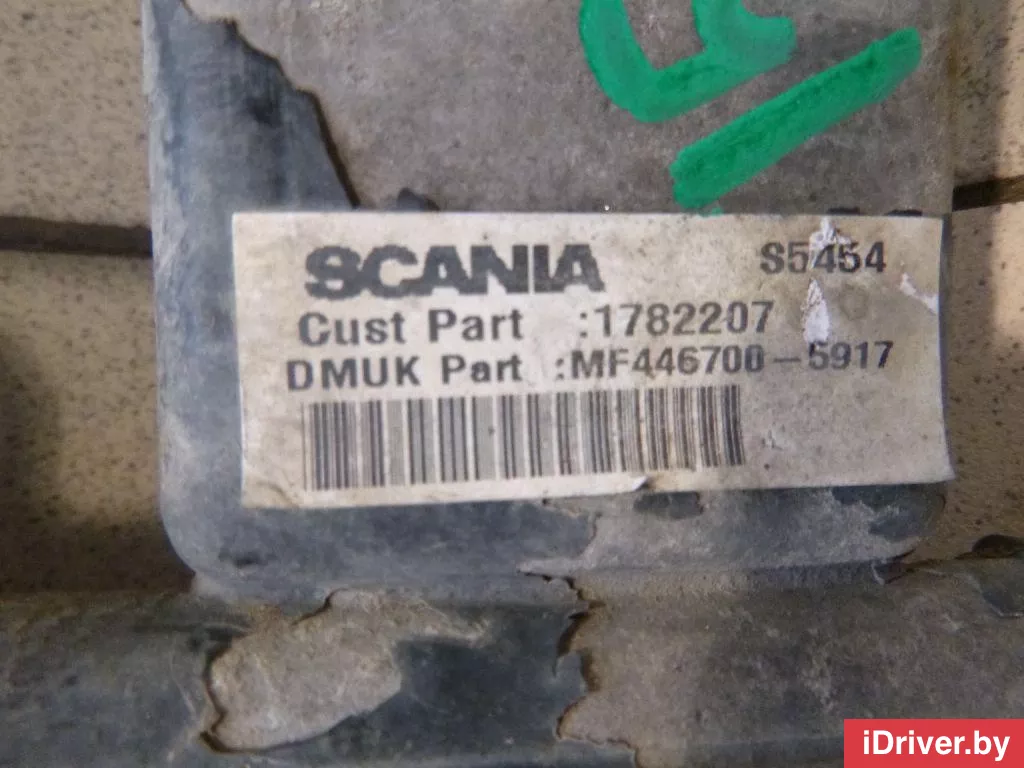 SCANIA S5454
Cust Part :1782207
DMUK Part :MF446700-5917
iDriver.by